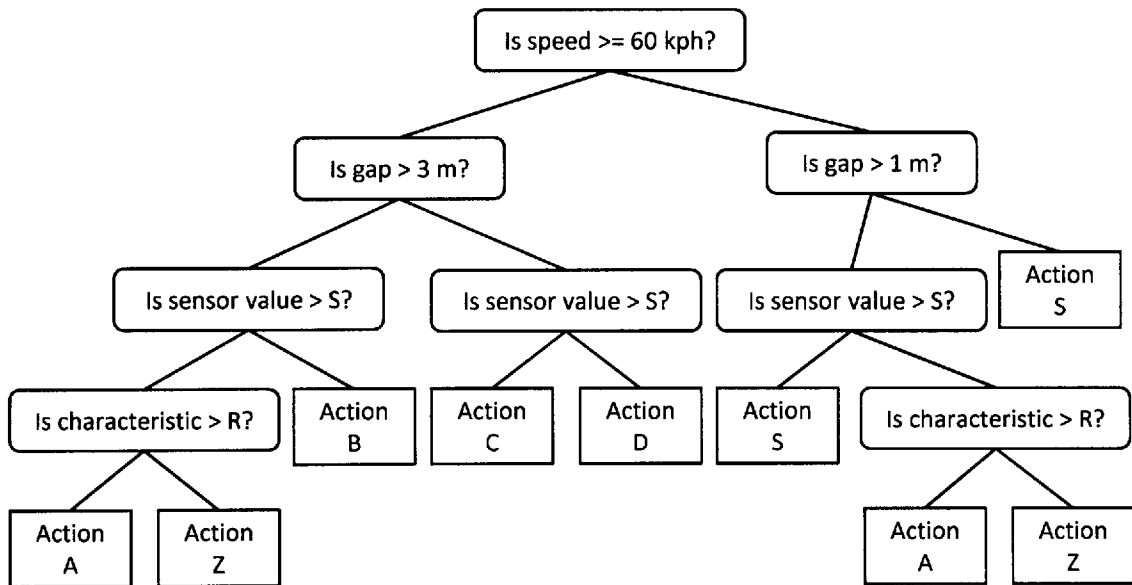 Is speed >= 60 kph?
Is gap > 3 m?
Is gap > 1 m?
Is sensor value > S?
Is sensor value > S?
Is sensor value > S?
Action
S
Is characteristic > R?
Action
B
Action
C
Action
D
Action
S
Is characteristic > R?
Action
A
Action
Z
Action
A
Action
Z